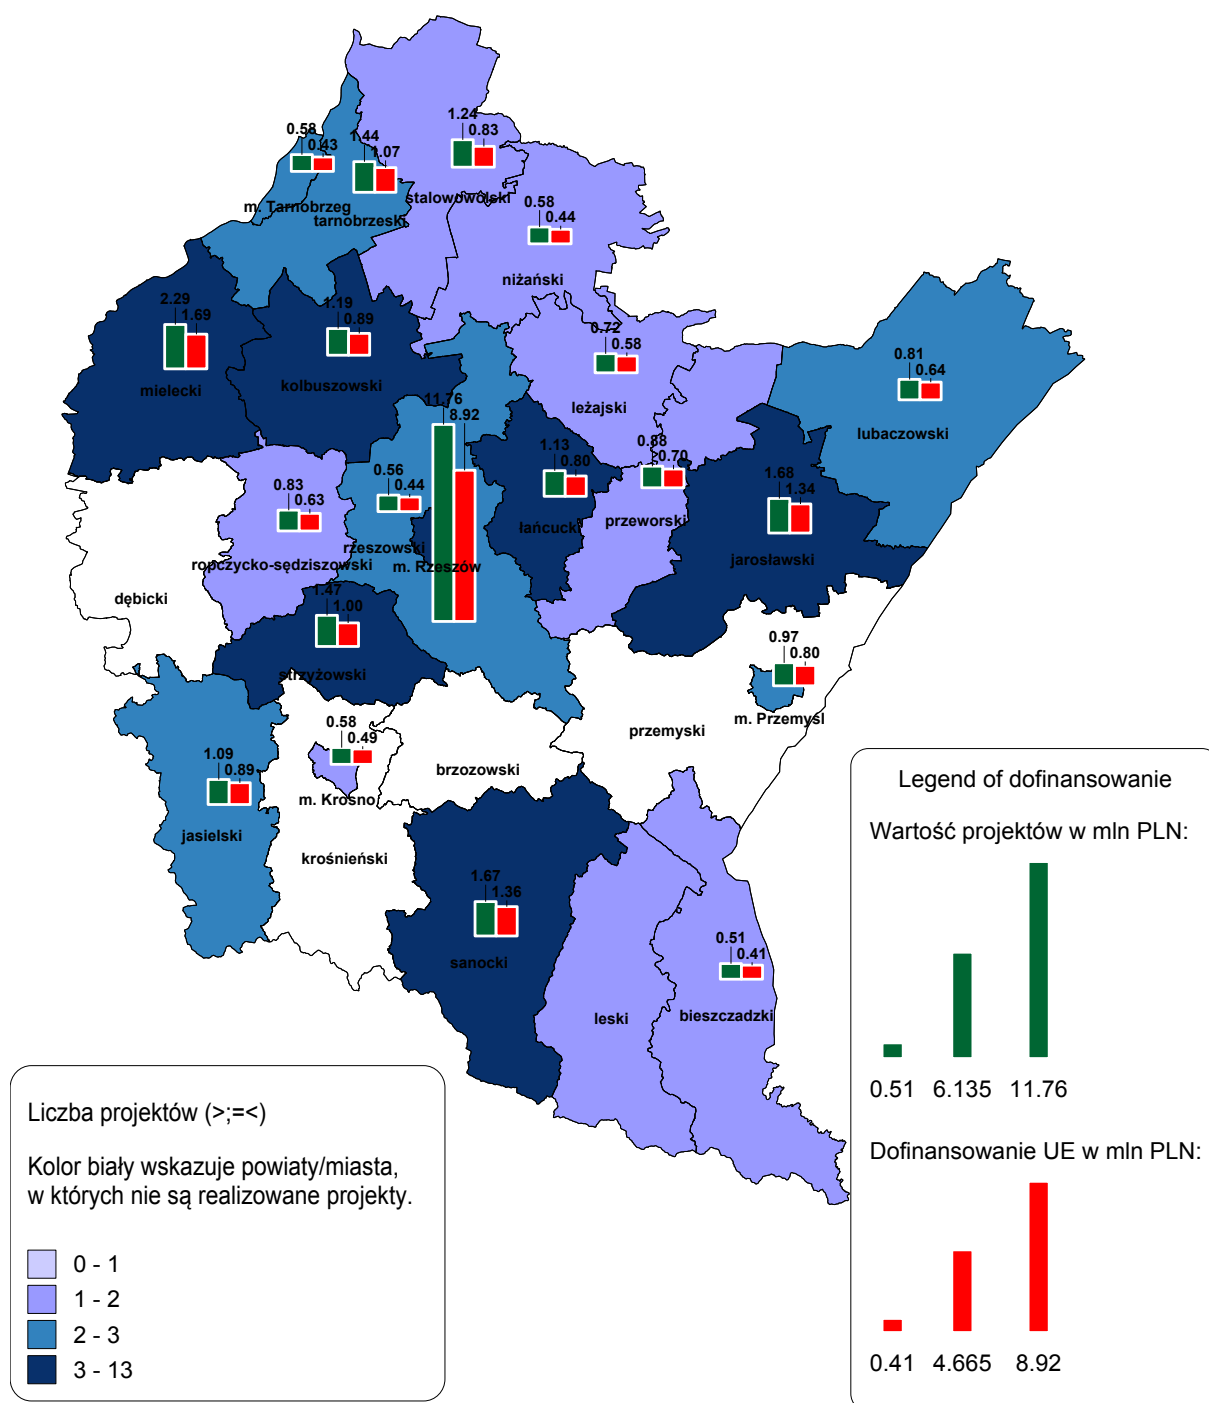 1.24
0.83
stalowowolski
0.58
0.43
m. Tarnobrzeg
1.44
1.07
tarnobrzeski
0.58
0.44
niżański
2.29
1.69
mielecki
1.19
0.89
kolbuszowski
0.72
0.58
leżajski
0.81
0.64
lubaczowski
11.76
8.92
m. Rzeszów
0.56
0.44
rzeszowski
1.13
0.80
łańcucki
0.88
0.70
przeworski
1.68
1.34
jarosławski
0.83
0.63
ropczycko-sędziszowski
dębicki
1.47
1.00
strzyżowski
0.97
0.80
m. Przemyśl
przemyski
0.58
0.49
m. Krosno
brzozowski
1.09
0.89
jasielski
krośnieński
1.67
1.36
sanocki
0.51
0.41
bieszczadzki
leski
Legend of dofinansowanie
Wartość projektów w mln PLN:
0.51 6.135 11.76
Dofinansowanie UE w mln PLN:
0.41 4.665 8.92
Liczba projektów (>;=<)
Kolor biały wskazuje powiaty/miasta,
w których nie są realizowane projekty.
0 - 1
1 - 2
2 - 3
3 - 13